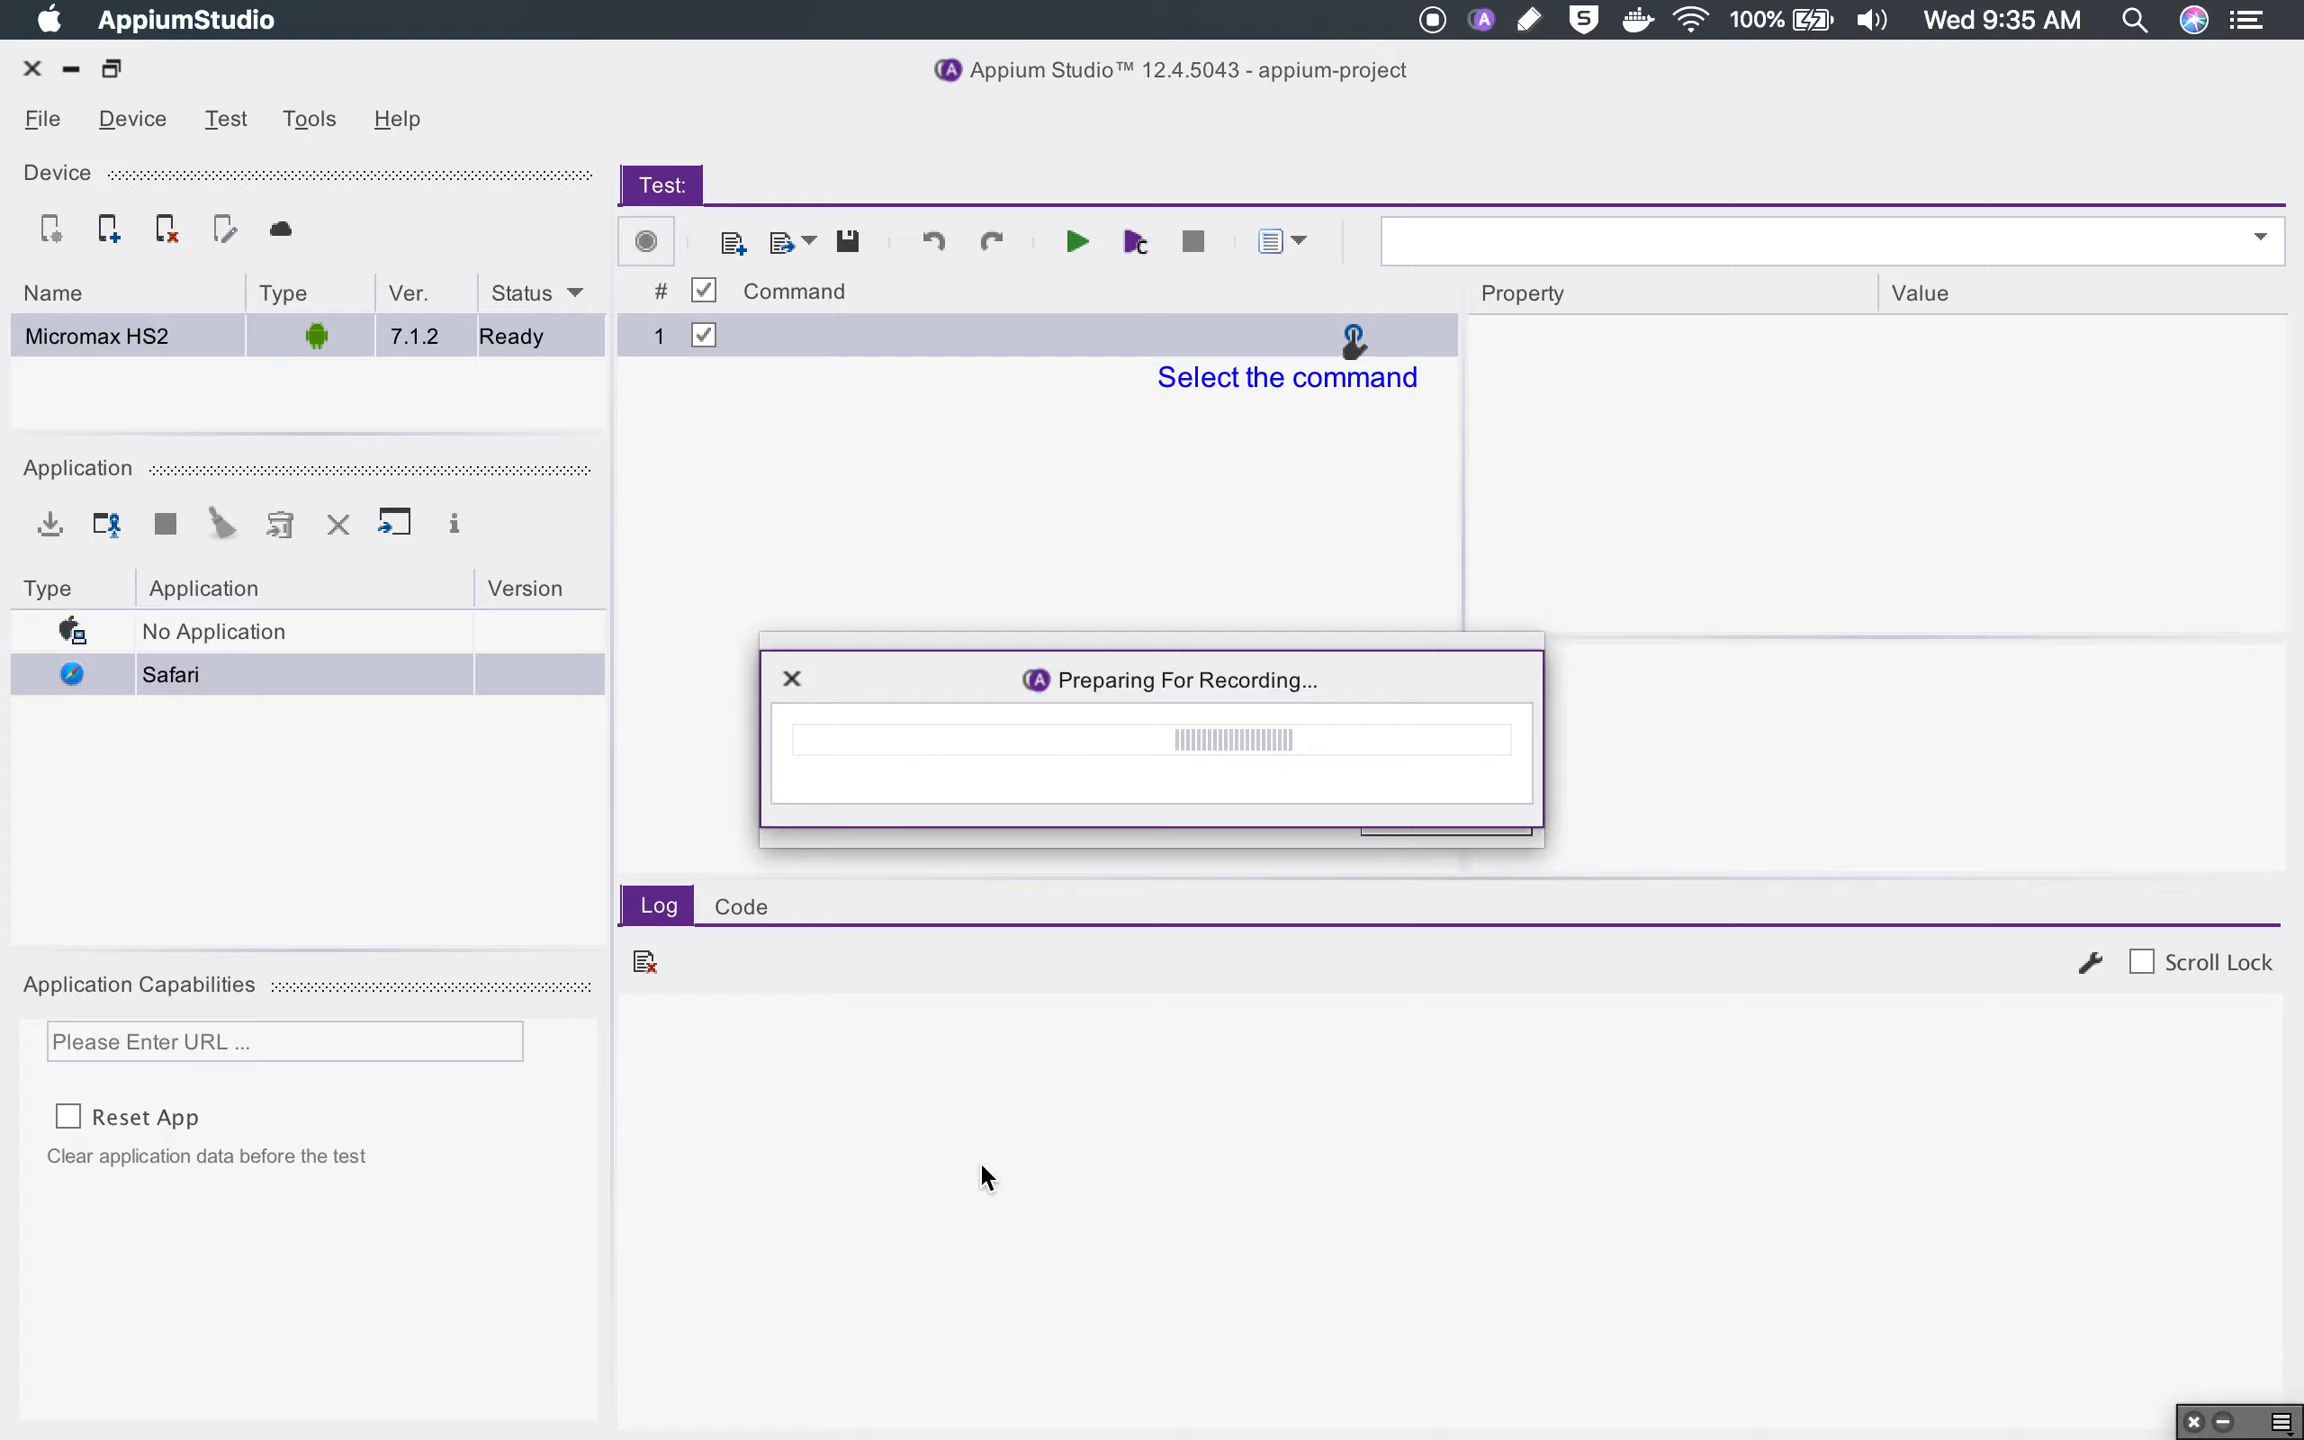 AppiumStudio 100% Wed 9:35 AM
Appium Studio™ 12.4.5043 - appium-project
File Device Test Tools Help
Device
Test:
Name Type Ver. Status
# Command
Property Value
Micromax HS2 7.1.2 Ready
1
Select the command
Application
Type Application Version
No Application
Safari
Preparing For Recording...
Log Code
Scroll Lock
Application Capabilities
Please Enter URL ...
Reset App
Clear application data before the test